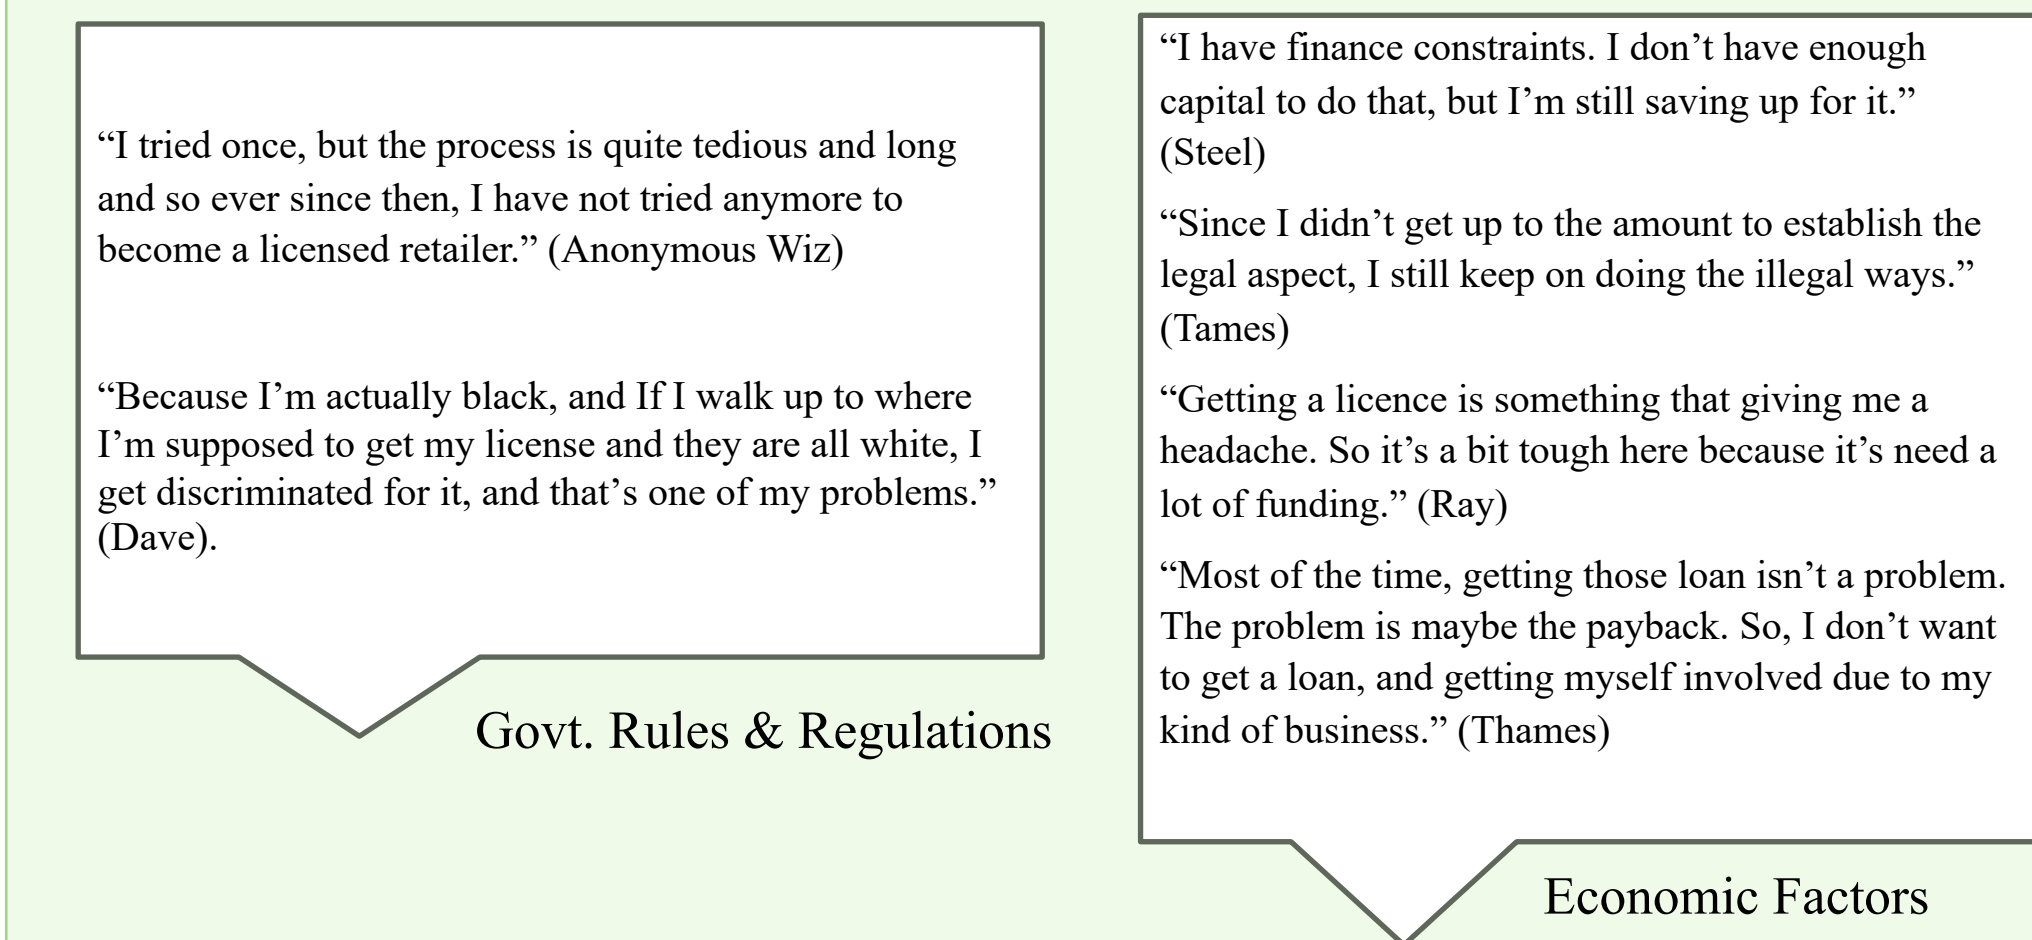 “I tried once, but the process is quite tedious and long
and so ever since then, I have not tried anymore to
become a licensed retailer.” (Anonymous Wiz)
“Because I’m actually black, and If I walk up to where
I’m supposed to get my license and they are all white, I
get discriminated for it, and that’s one of my problems.”
(Dave).
Govt. Rules & Regulations
“I have finance constraints. I don’t have enough
capital to do that, but I’m still saving up for it.”
(Steel)
“Since I didn’t get up to the amount to establish the
legal aspect, I still keep on doing the illegal ways.”
(Tames)
“Getting a licence is something that giving me a
headache. So it’s a bit tough here because it’s need a
lot of funding.” (Ray)
“Most of the time, getting those loan isn’t a problem.
The problem is maybe the payback. So, I don’t want
to get a loan, and getting myself involved due to my
kind of business.” (Thames)
Economic Factors